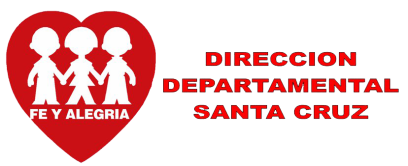 FE Y ALEGRIA
DIRECCION
DEPARTAMENTAL
SANTA CRUZ